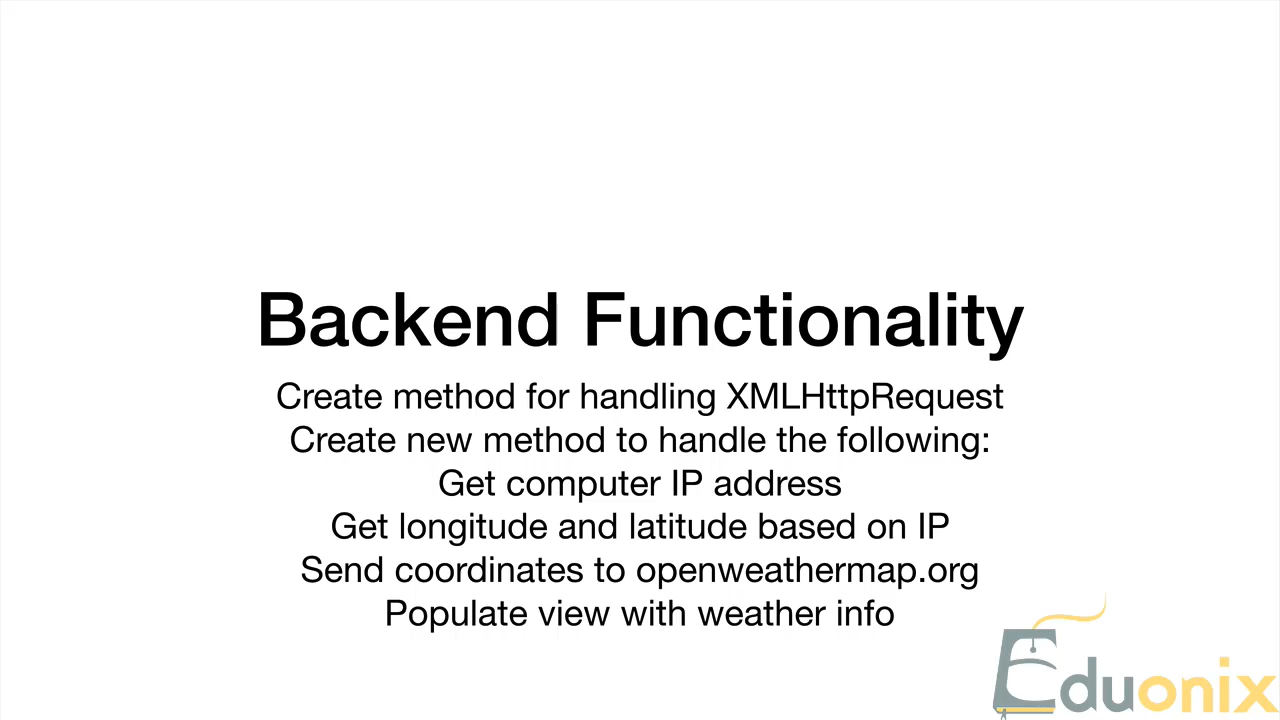 Backend Functionality
Create method for handling XMLHttpRequest
Create new method to handle the following:
Get computer IP address
Get longitude and latitude based on IP
Send coordinates to openweathermap.org
Populate view with weather info
Eduonix